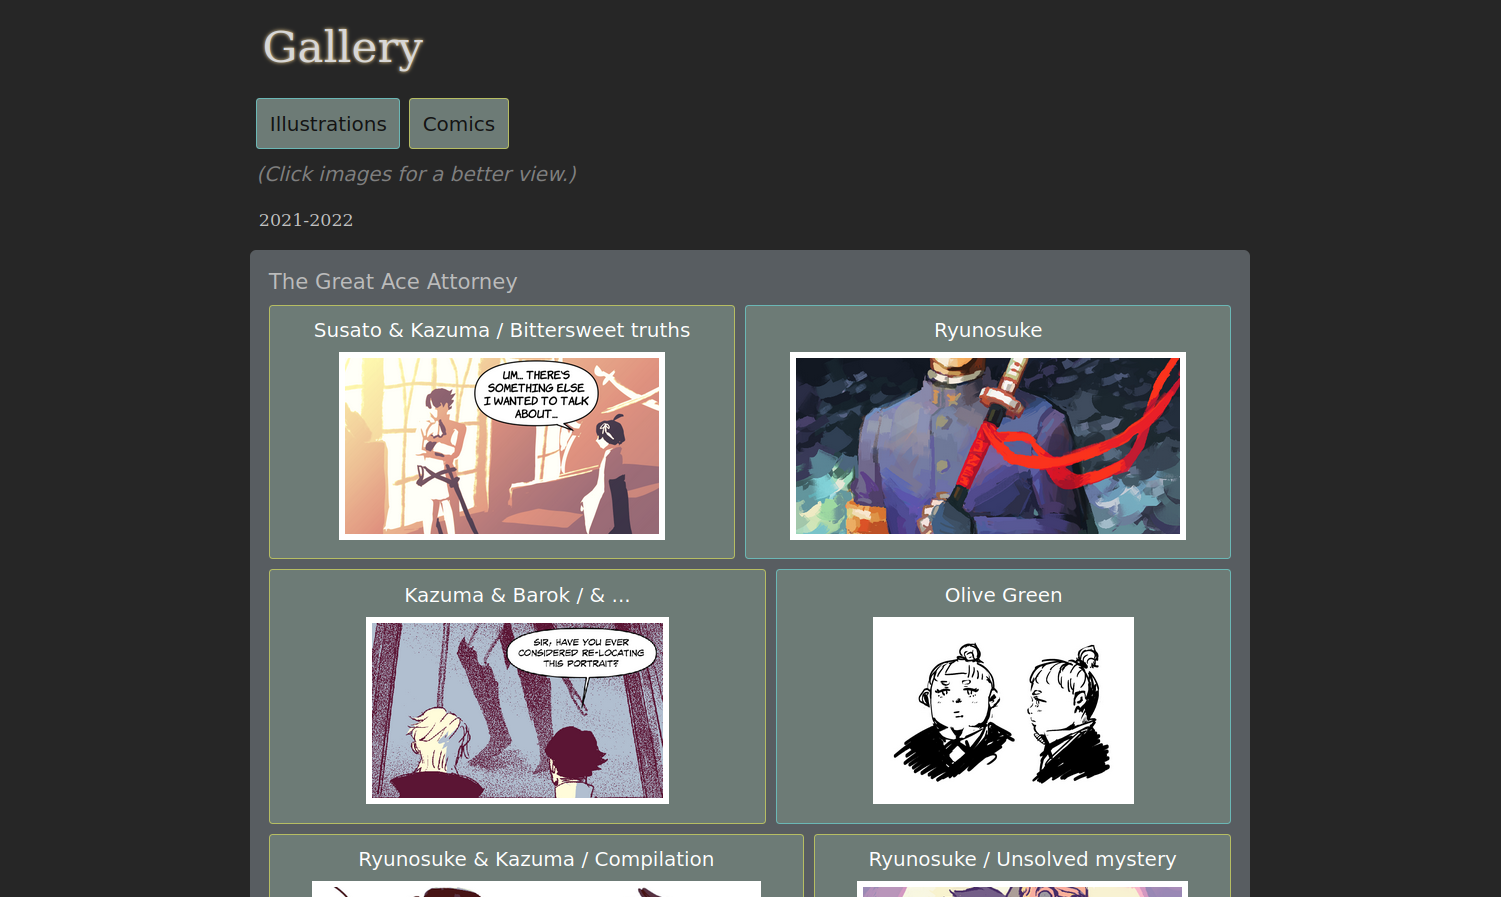 Gallery
Illustrations
Comics
(Click images for a better view.)
2021-2022
The Great Ace Attorney
Susato & Kazuma / Bittersweet truths
UM... THERE'S
SOMETHING ELSE
I WANTED TO TALK
ABOUT...
Ryunosuke
Kazuma & Barok / & ...
SIR, HAVE YOU EVER
CONSIDERED RE-LOCATING
THIS PORTRAIT?
Olive Green
Ryunosuke & Kazuma / Compilation
Ryunosuke / Unsolved mystery